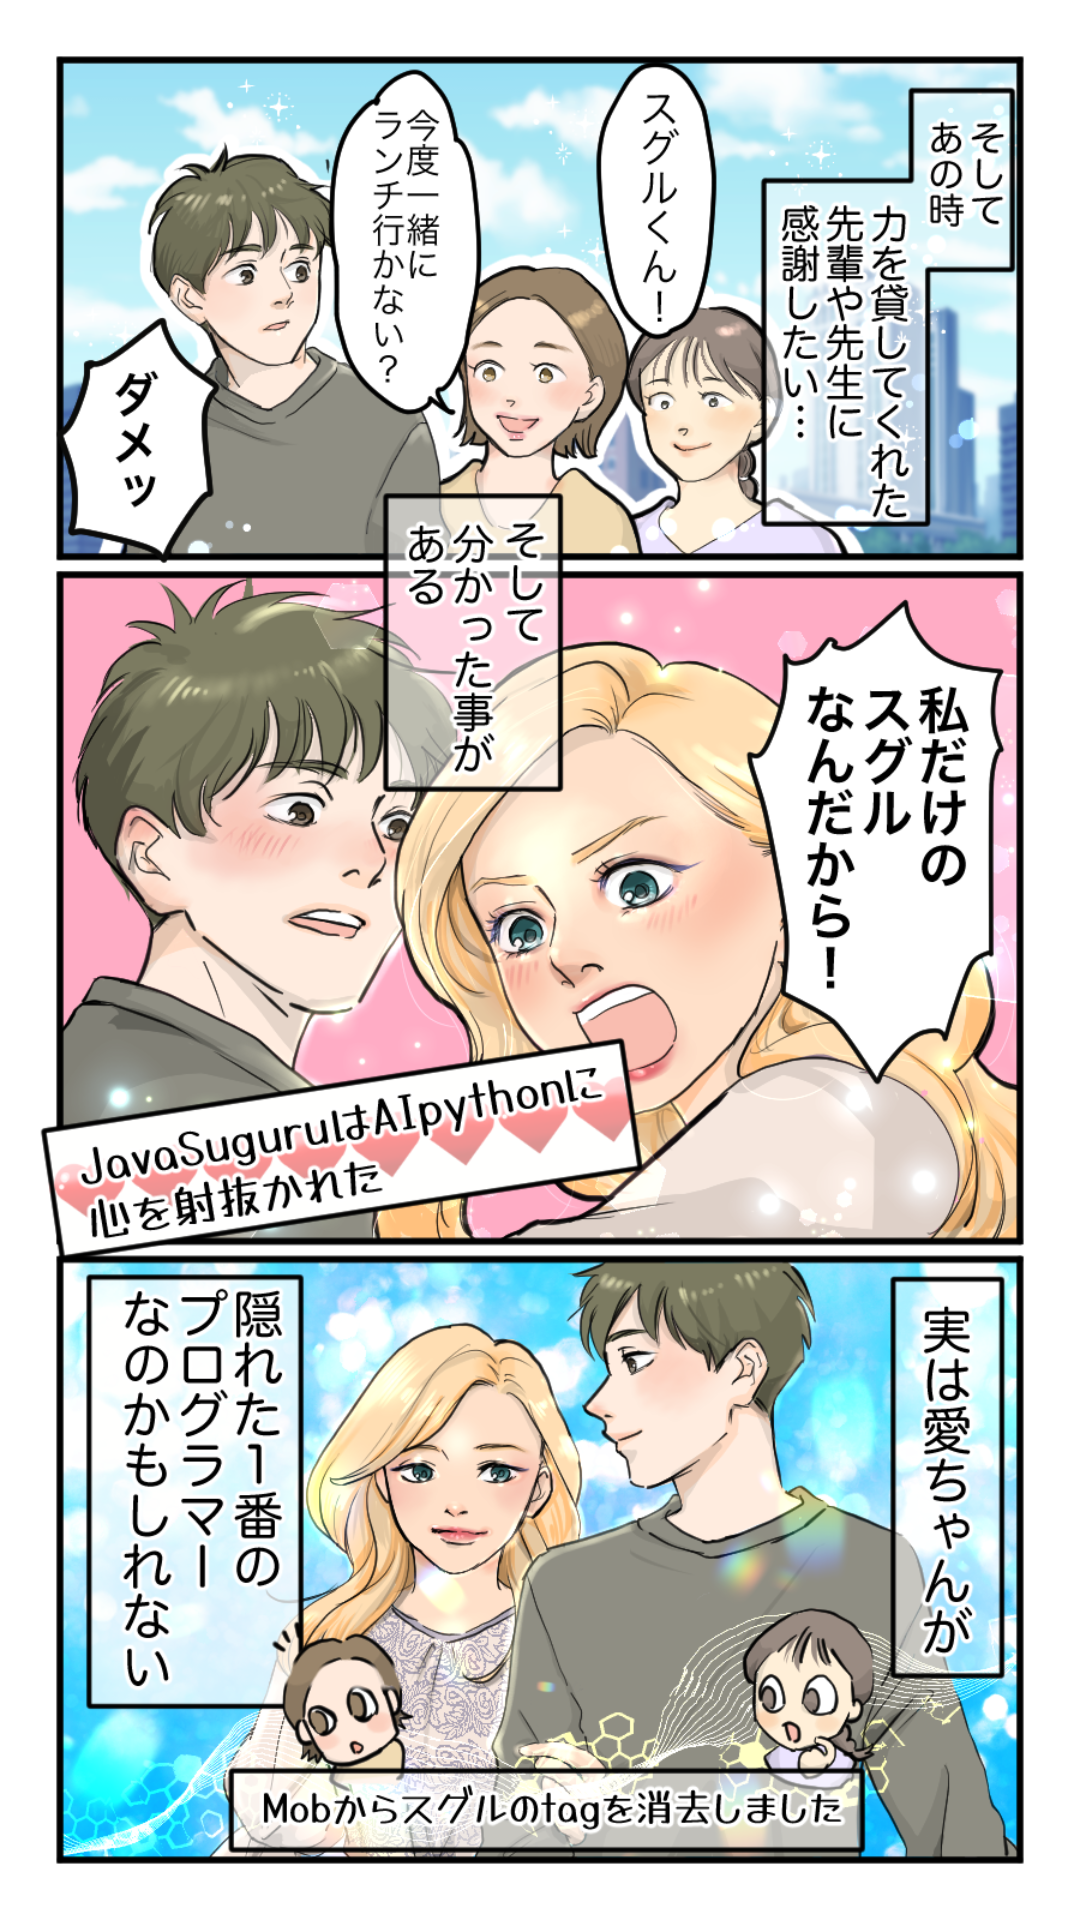 そして
あの時
力を貸してくれた
先輩や先生に
感謝したい…
スグルくん！
今度一緒に
ランチ行かない？
ダメッ
そして
分かった事が
ある
私だけの
スグル
なんだから！
JavaSuguruはAIpythonに
心を射抜かれた
実は愛ちゃんが
隠れた1番の
プログラマー
なのかもしれない
Mobからスグルのtagを消去しました